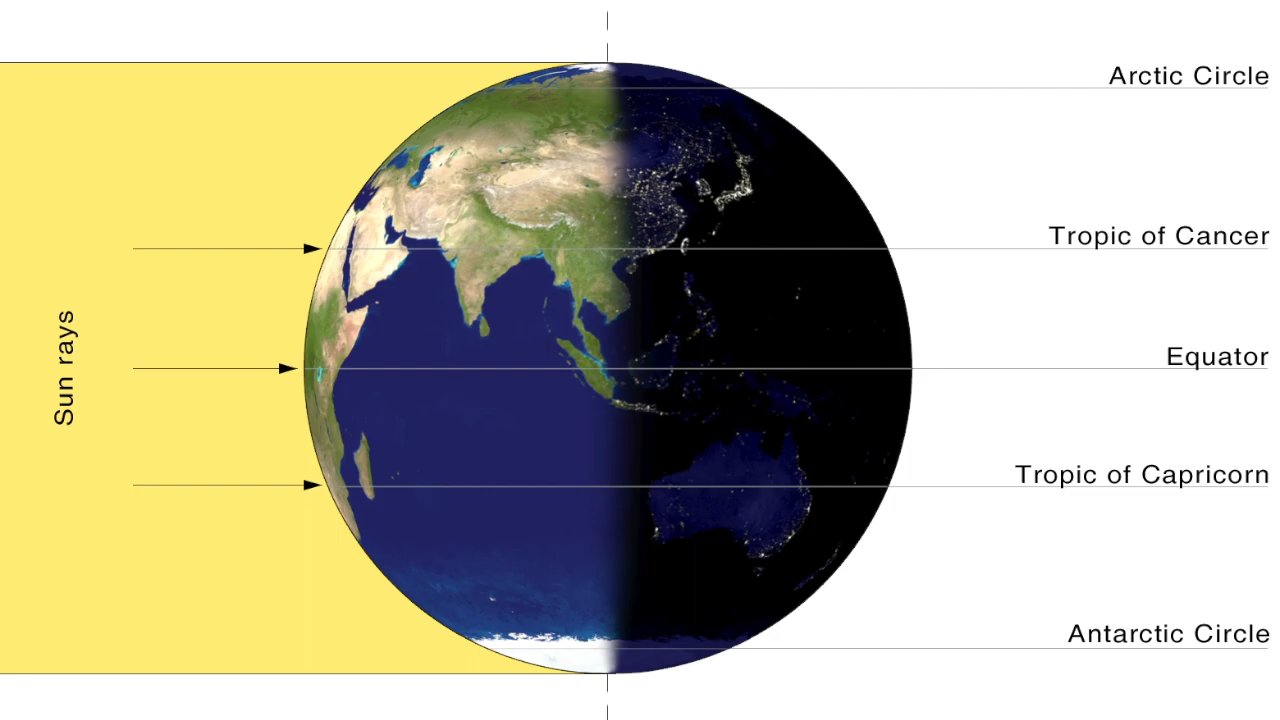 Arctic Circle
Tropic of Cancer
Sun rays
Equator
Tropic of Capricorn
Antarctic Circle